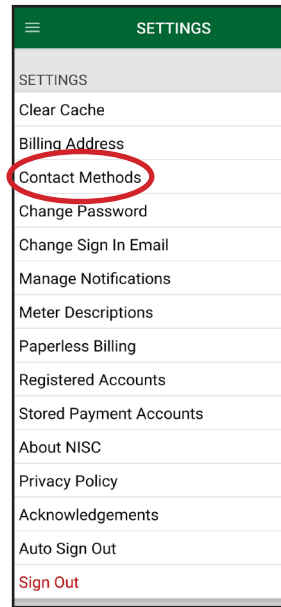 SETTINGS
SETTINGS
Clear Cache
Billing Address
Contact Methods
Change Password
Change Sign In Email
Manage Notifications
Meter Descriptions
Paperless Billing
Registered Accounts
Stored Payment Accounts
About NISC
Privacy Policy
Acknowledgements
Auto Sign Out
Sign Out